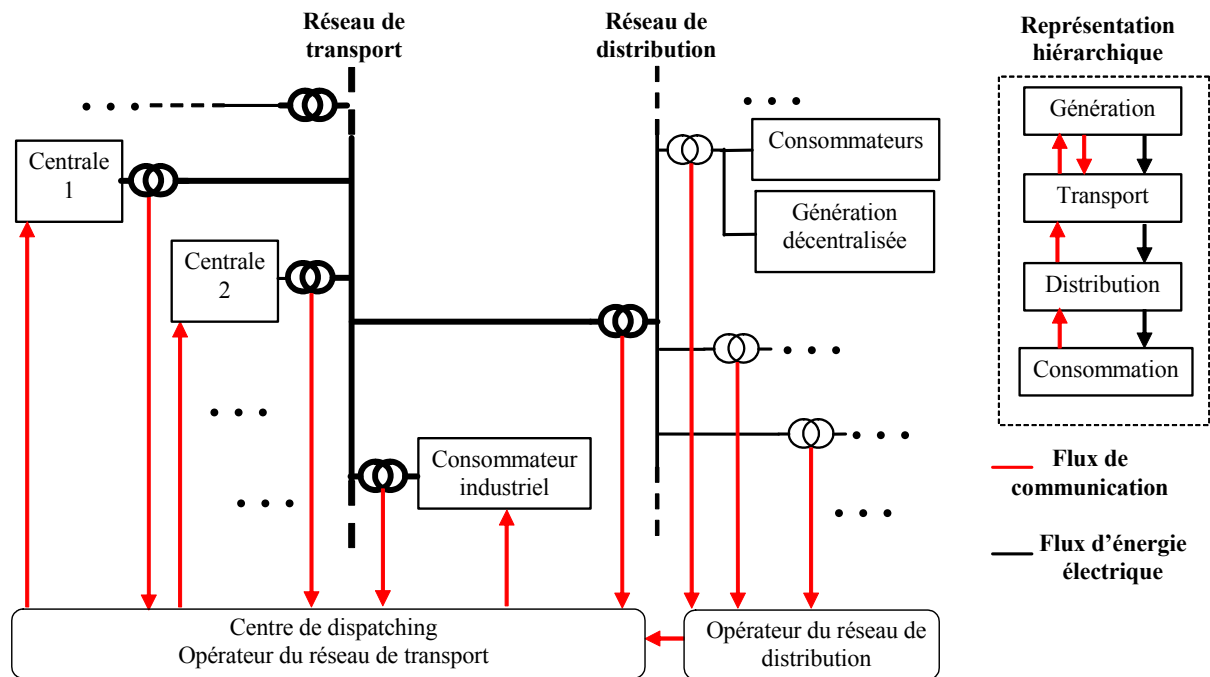 Réseau de
transport
Réseau de
distribution
Représentation
hiérarchique
Centrale
1
Centrale
2
Consommateur
industriel
Consommateurs
Génération
décentralisée
Génération
Transport
Distribution
Consommation
Flux de
communication
Flux d'énergie
électrique
Centre de dispatching
Opérateur du réseau de transport
Opérateur du réseau de
distribution